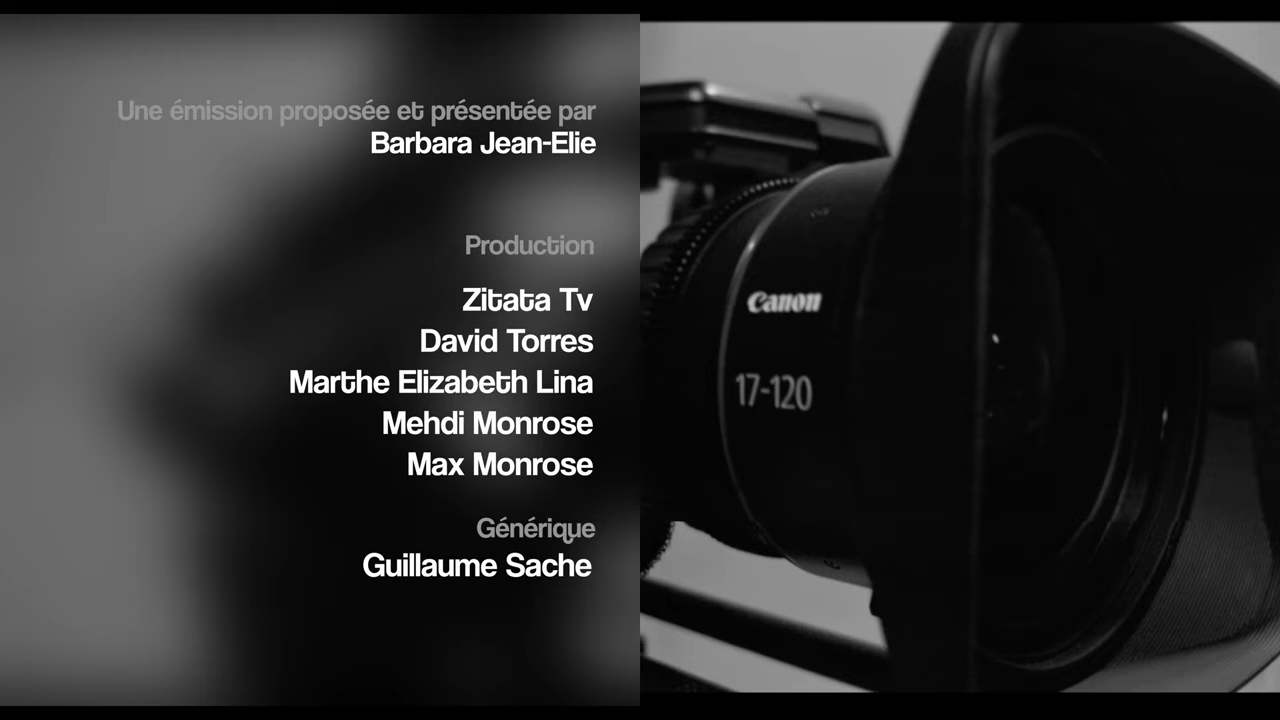 Une émission proposée et présentée par
Barbara Jean-Elie
Production
Zitata Tv
David Torres
Marthe Elizabeth Lina
Mehdi Monrose
Max Monrose
Générique
Guillaume Sache
Canon
17-120